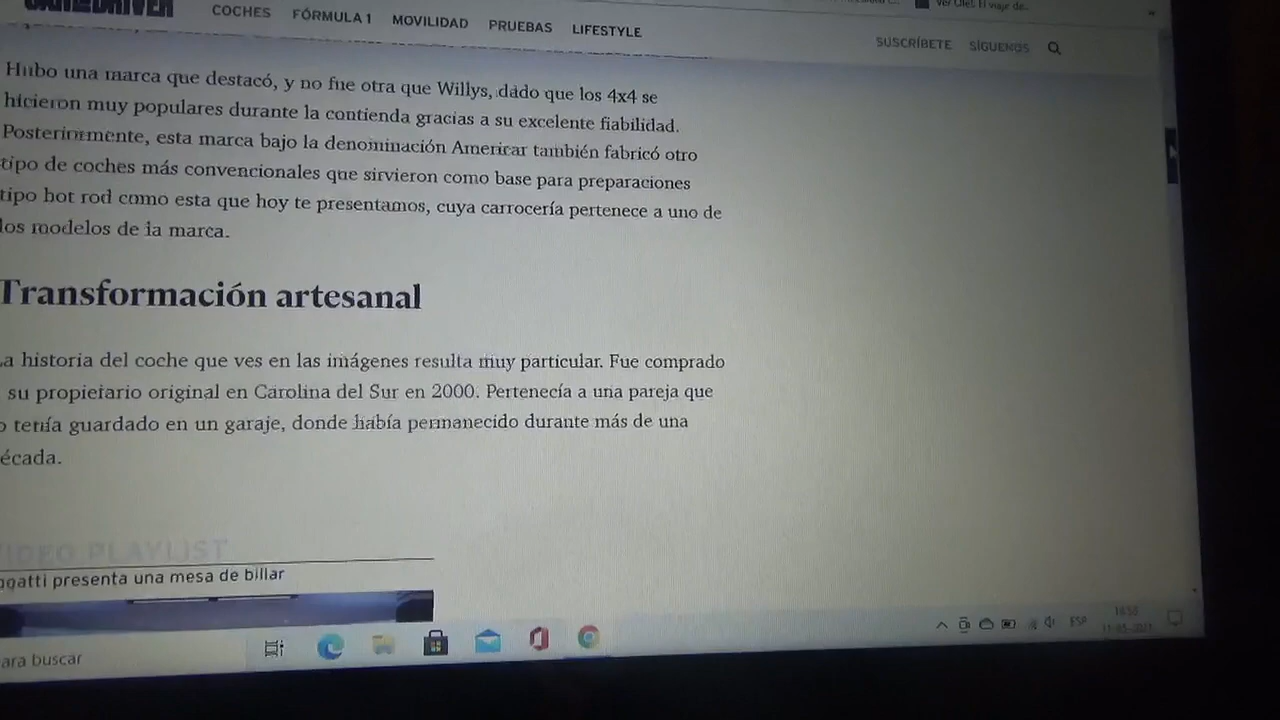 COCHES FÓRMULA 1 MOVILIDAD PRUEBAS LIFESTYLE
SUSCRÍBETE SÍGUENOS
Hubo una marca que destacó, y no fue otra que Willys, dado que los 4x4 se
hicieron muy populares durante la contienda gracias a su excelente fiabilidad.
Posteriormente, esta marca bajo la denominación Americar también fabricó otro
tipo de coches más convencionales que sirvieron como base para preparaciones
tipo hot rod como esta que hoy te presentamos, cuya carrocería pertenece a uno de
los modelos de la marca.
Transformación artesanal
La historia del coche que ves en las imágenes resulta muy particular. Fue comprado
su propietario original en Carolina del Sur en 2000. Pertenecía a una pareja que
o tenía guardado en un garaje, donde había permanecido durante más de una
écada.
VIDEO PLAYLIST
ugatti presenta una mesa de billar
ara buscar
ESP